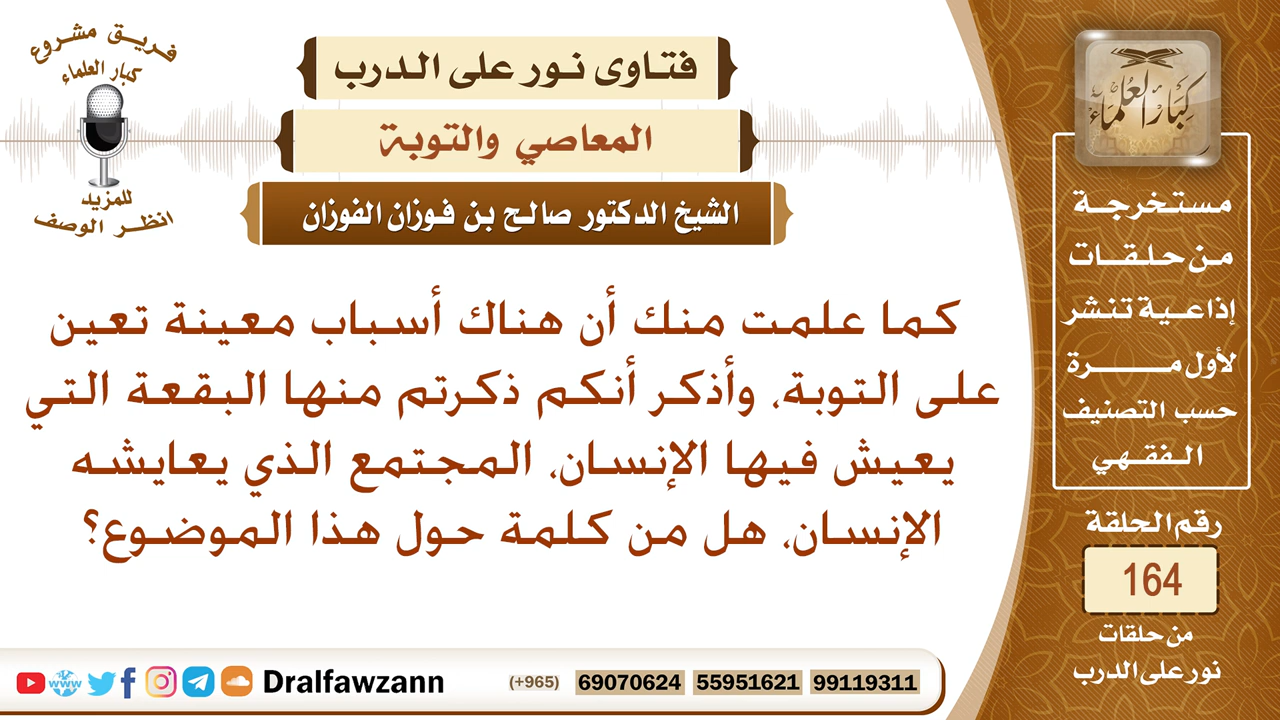 فريق مشروع
كبار العلماء
للمزيد
انظر الوصف
فتاوى نور على الدرب
المعاصي والتوبة
الشيخ الدكتور صالح بن فوزان الفوزان
كما علمت منك أن هناك أسباب معينة تعين
على التوبة، وأذكر أنكم ذكرتم منها البقعة التي
يعيش فيها الإنسان، المجتمع الذي يعايشه
الإنسان، هل من كلمة حول هذا الموضوع؟
كبار العلماء
مستخرجة
من حلقات
إذاعية تنشر
لأول مرة
حسب التصنيف
الفقهي
رقم الحلقة
164
من حلقات
نور على الدرب
www Dralfawzann (+965) 69070624 55951621 99119311